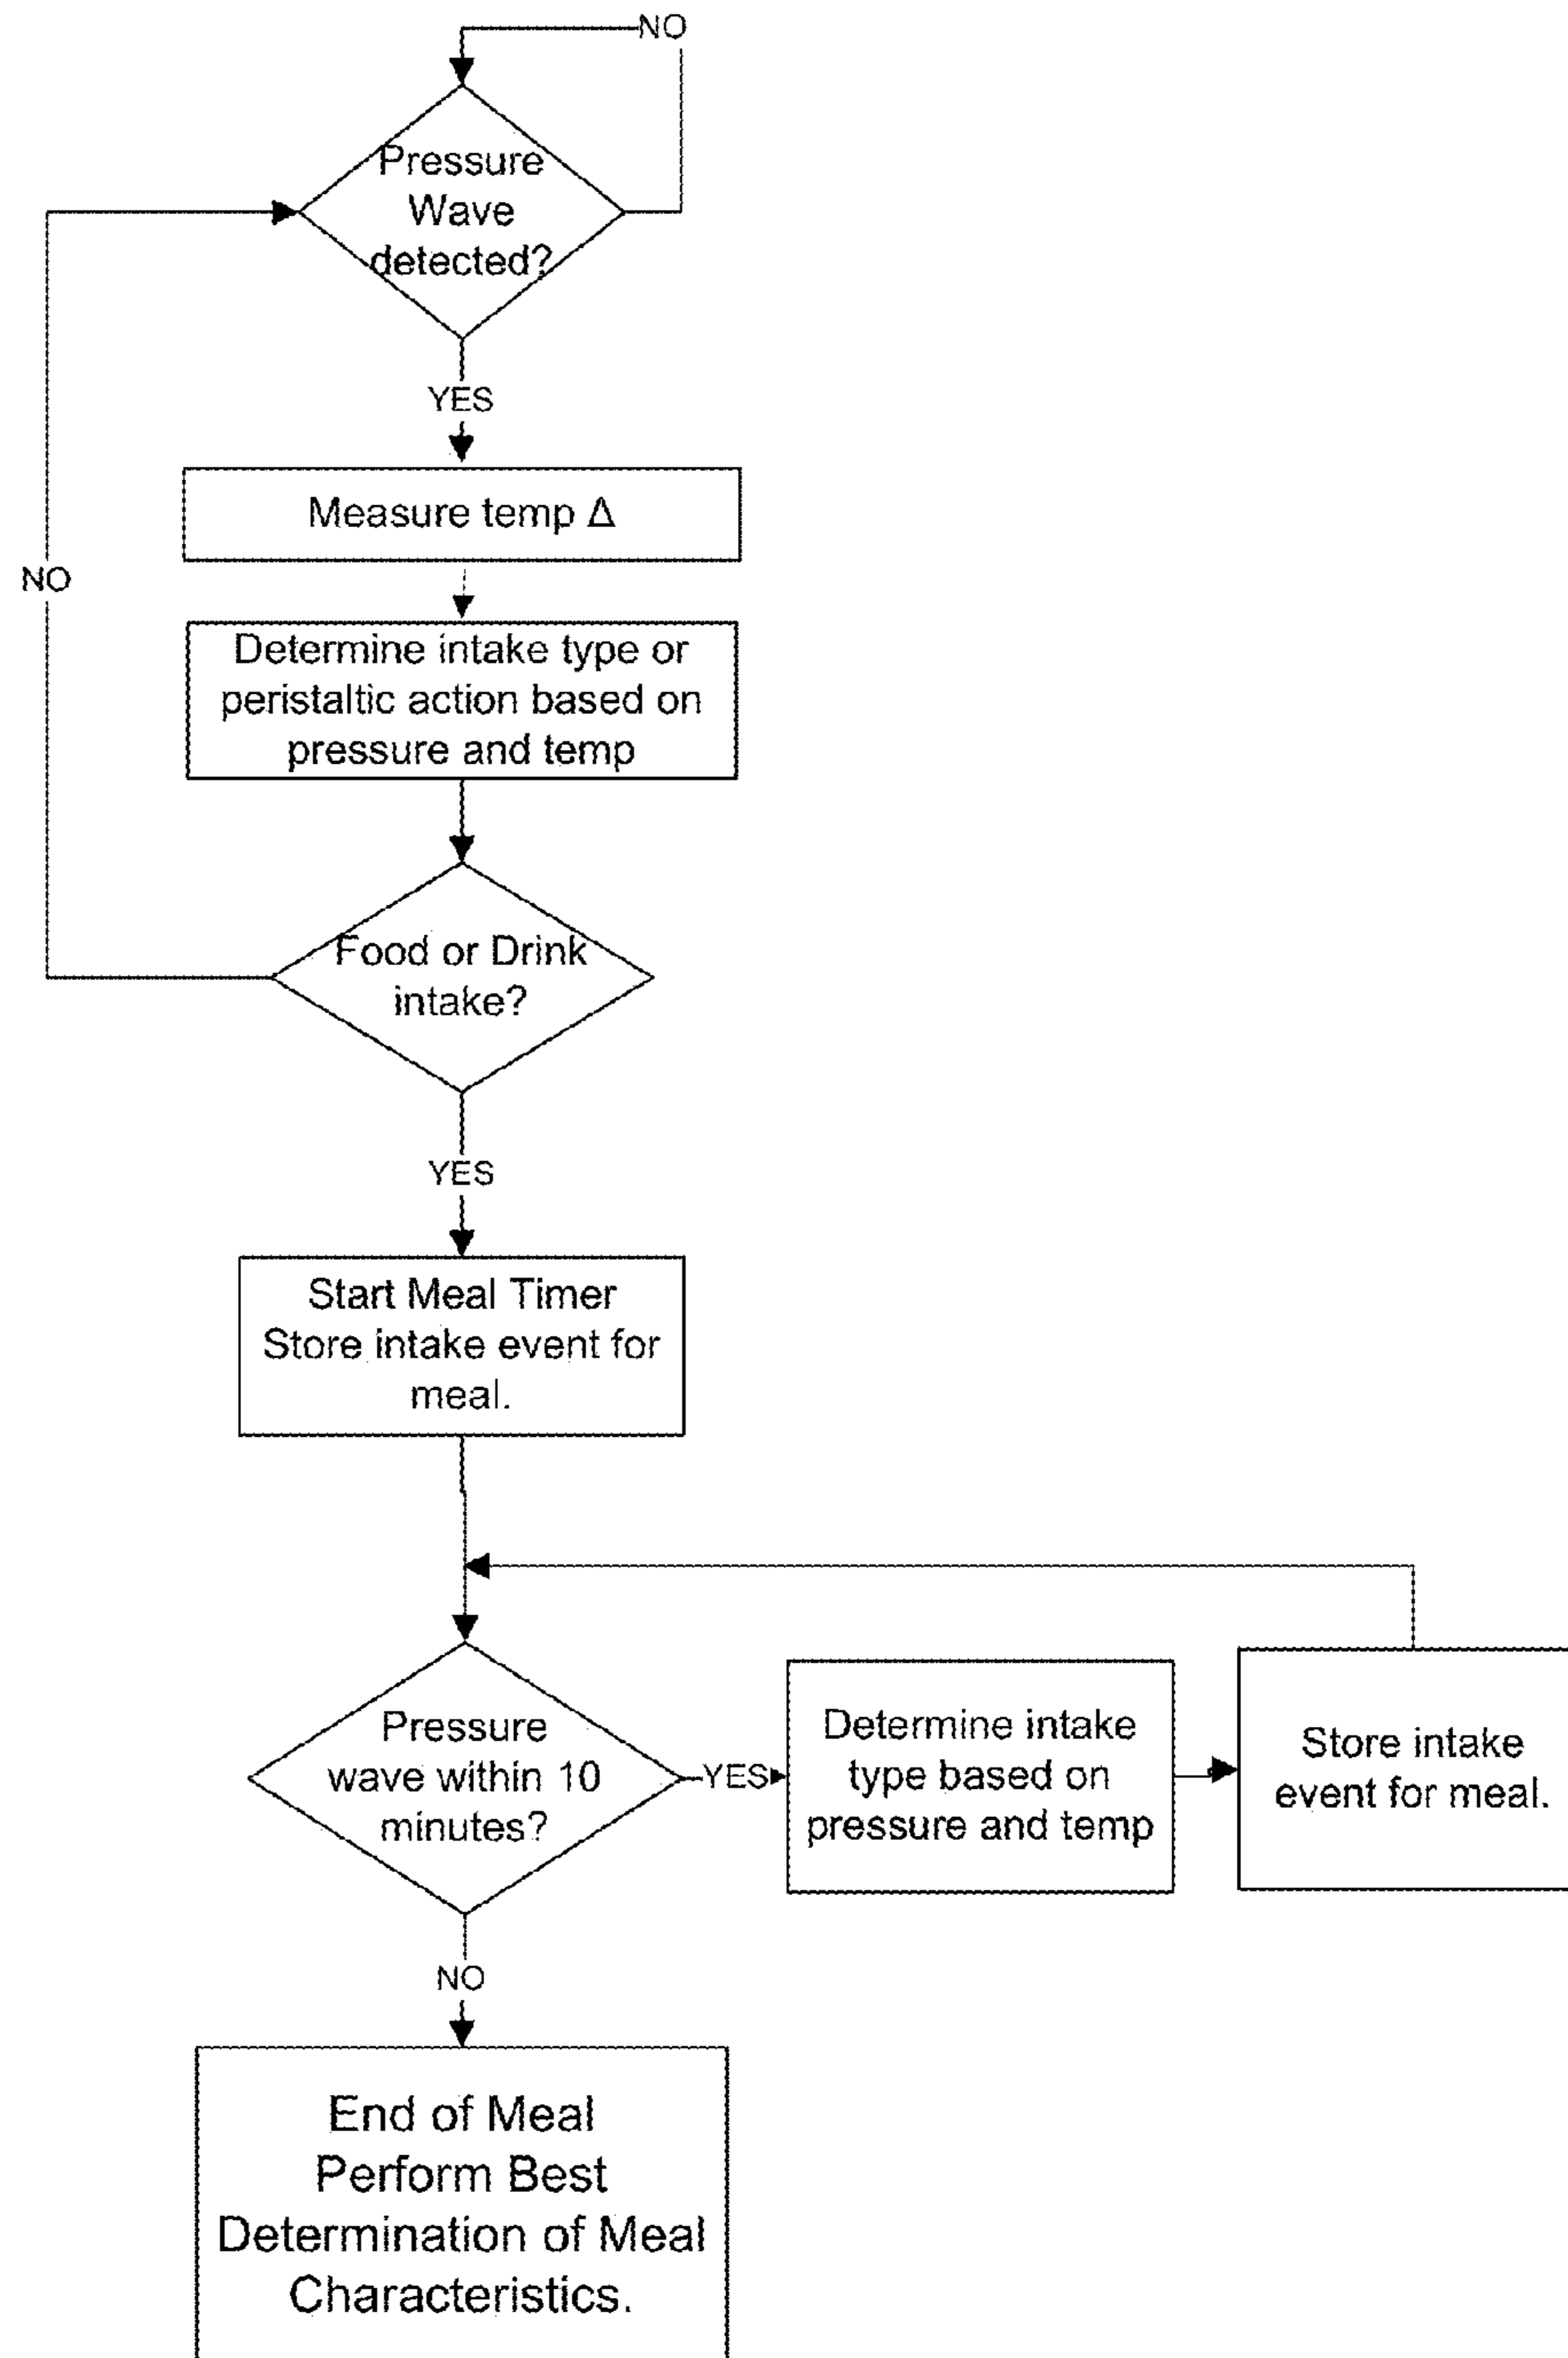 NO
Pressure
Wave
detected?
YES
Measure temp Δ
NO
Determine intake type or
peristaltic action based on
pressure and temp
Food or Drink
intake?
YES
Start Meal Timer
Store intake event for
meal.
Pressure
wave within 10
minutes?
YES
Determine intake
type based on
pressure and temp
Store intake
event for meal.
NO
End of Meal
Perform Best
Determination of Meal
Characteristics.